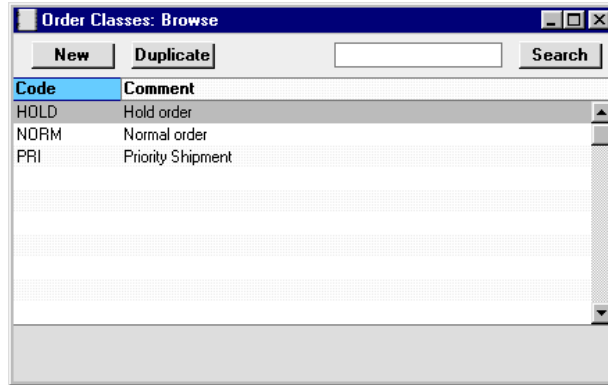 Order Classes: Browse
New Duplicate Search
Code Comment
HOLD Hold order
NORM Normal order
PRI Priority Shipment